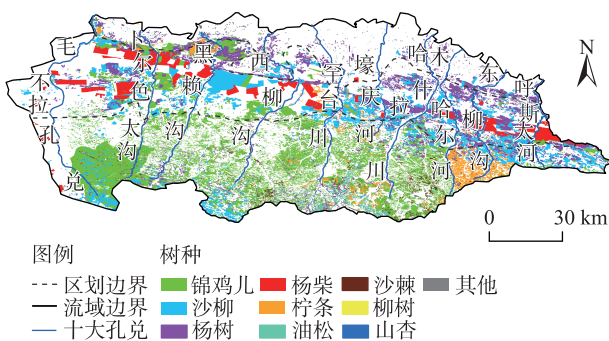 毛不拉孔兑
卜尔色太沟
黑赖沟
西柳沟
罕台川
壕庆河
哈什拉川
木哈尔河
东柳沟
呼斯太河
N
0 30 km
图例 树种
区划边界 锦鸡儿 杨柴 沙棘 其他
流域边界 沙柳 柠条 柳树
十大孔兑 杨树 油松 山杏